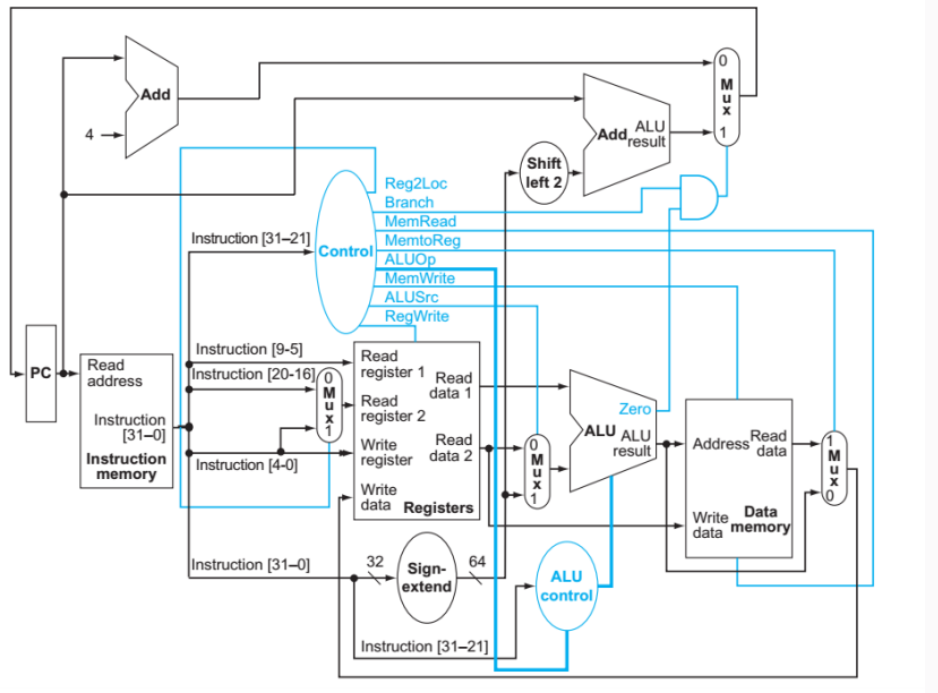 Add
4
0
Mux
1
Add ALU
result
Shift
left 2
Reg2Loc
Branch
MemRead
MemtoReg
ALUOp
MemWrite
ALUSrc
RegWrite
Instruction [31–21]
Control
PC
Read
address
Instruction
[31–0]
Instruction
memory
Instruction [9-5]
Instruction [20-16]
Instruction [4-0]
0
Mux
1
Read
register 1
Read
register 2
Write
register
Write
data
Read
data 1
Read
data 2
Registers
0
Mux
1
Zero
ALU ALU
result
Address
Read
data
Write
data
Data
memory
1
Mux
0
Instruction [31–0]
32
Sign-
extend
64
ALU
control
Instruction [31–21]